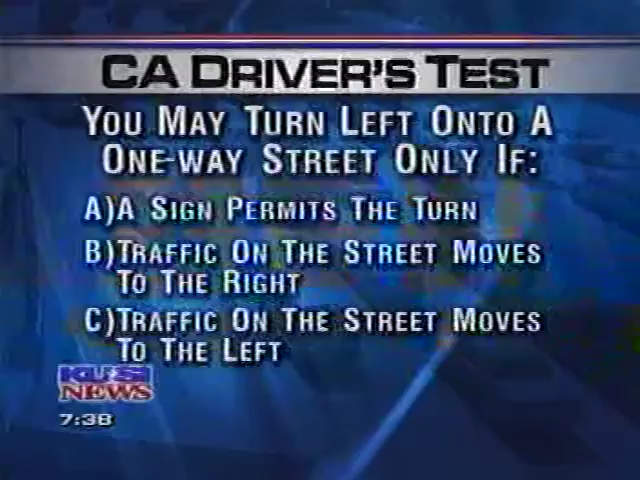 CA DRIVER'S TEST
YOU MAY TURN LEFT ONTO A
ONE-WAY STREET ONLY IF:
A)A SIGN PERMITS THE TURN
B)TRAFFIC ON THE STREET MOVES
TO THE RIGHT
C)TRAFFIC ON THE STREET MOVES
TO THE LEFT
KUSI
NEWS
7:38